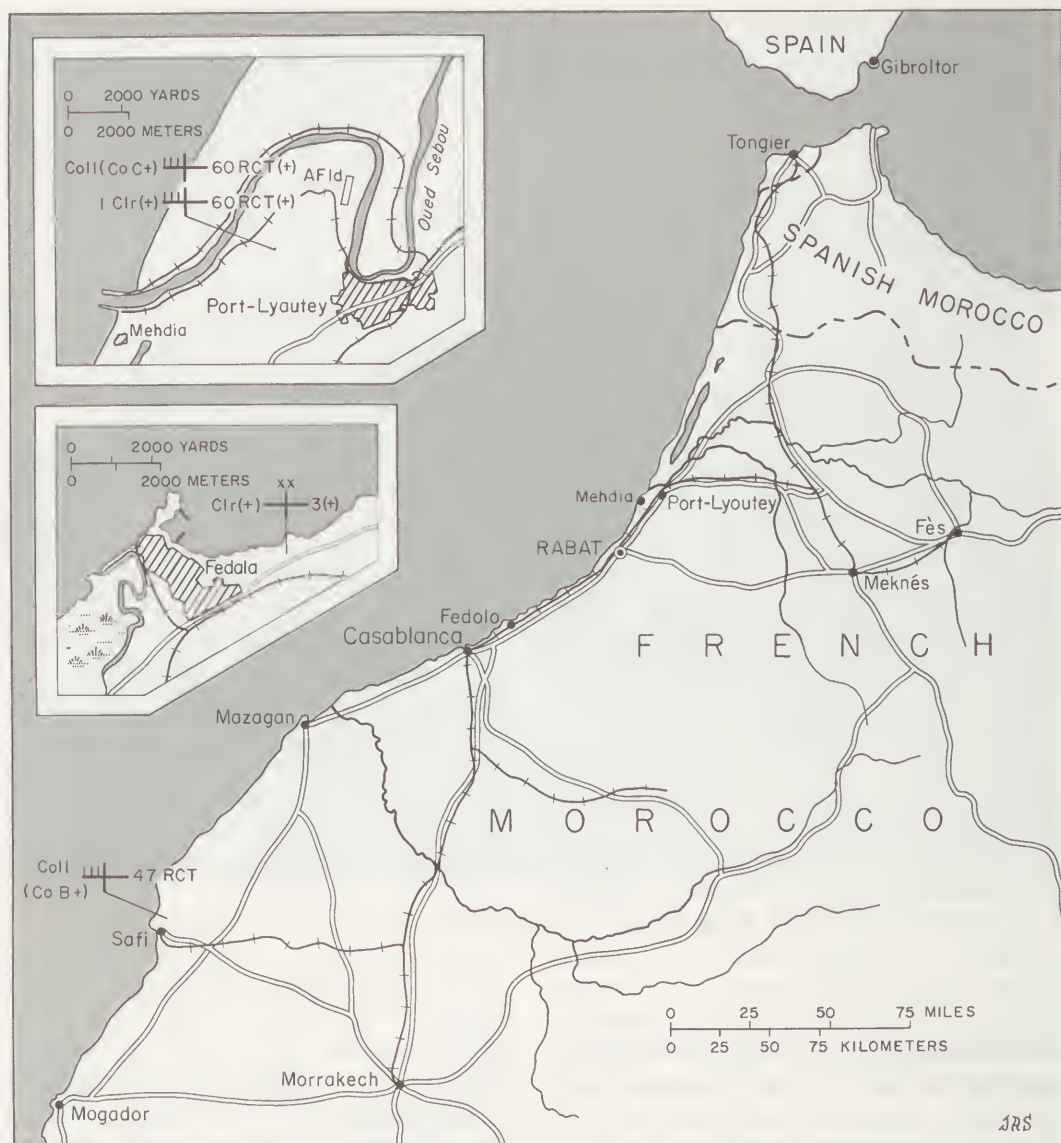 0 2000 YARDS
0 2000 METERS
Coll (Co C+) 60 RCT (+)
1 Clr (+) 60 RCT (+)
AFld
Oued Sebou
Port-Lyautey
Mehdia
0 2000 YARDS
0 2000 METERS
xx
Clr (+) 3 (+)
Fedala
SPAIN
Gibroltor
Tongier
SPANISH MOROCCO
Mehdia
Port-Lyoutey
RABAT
Fès
Meknés
Fedolo
Casablanca
FRENCH
Mazagan
MOROCCO
Coll
(Co B+) 47 RCT
Safi
0 25 50 75 MILES
0 25 50 75 KILOMETERS
Morrakech
Mogador
JRS